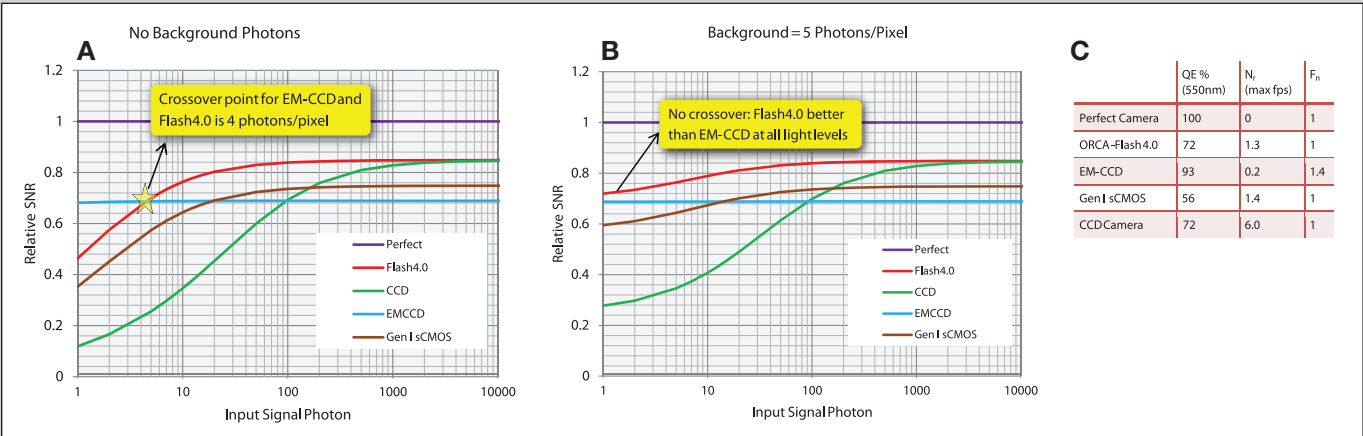 A
No Background Photons
1.2
1
0.8
0.6
0.4
0.2
0
Relative SNR
Crossover point for EM-CCD and
Flash4.0 is 4 photons/pixel
Perfect
Flash4.0
CCD
EMCCD
Gen I sCMOS
1
10
100
1000
10000
Input Signal Photon
B
Background = 5 Photons/Pixel
1.2
1
0.8
0.6
0.4
0.2
0
Relative SNR
No crossover: Flash4.0 better
than EM-CCD at all light levels
Perfect
Flash4.0
CCD
EMCCD
Gen I sCMOS
1
10
100
1000
10000
Input Signal Photon
C
QE % (550nm) Nr (max fps) Fn
Perfect Camera 100 0 1
ORCA-Flash4.0 72 1.3 1
EM-CCD 93 0.2 1.4
Gen I sCMOS 56 1.4 1
CCD Camera 72 6.0 1